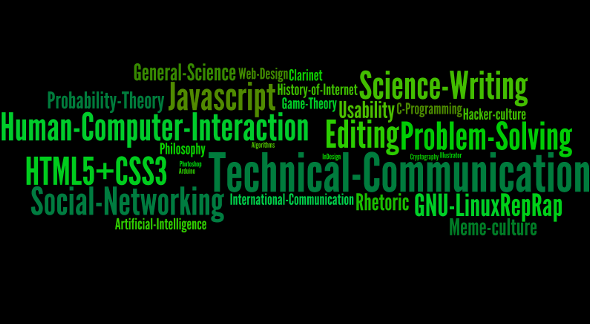 General-Science Web-Design Clarinet
Science-Writing
Probability-Theory Javascript History-of-Internet
Game-Theory Usability C-Programming Hacker-culture
Human-Computer-Interaction Editing Problem-Solving
Philosophy Algorithms
InDesign Cryptography Illustrator
HTML5+CSS3 Photoshop
Arduino
Technical-Communication
Social-Networking International-Communication Rhetoric GNU-Linux RepRap
Artificial-Intelligence Meme-culture